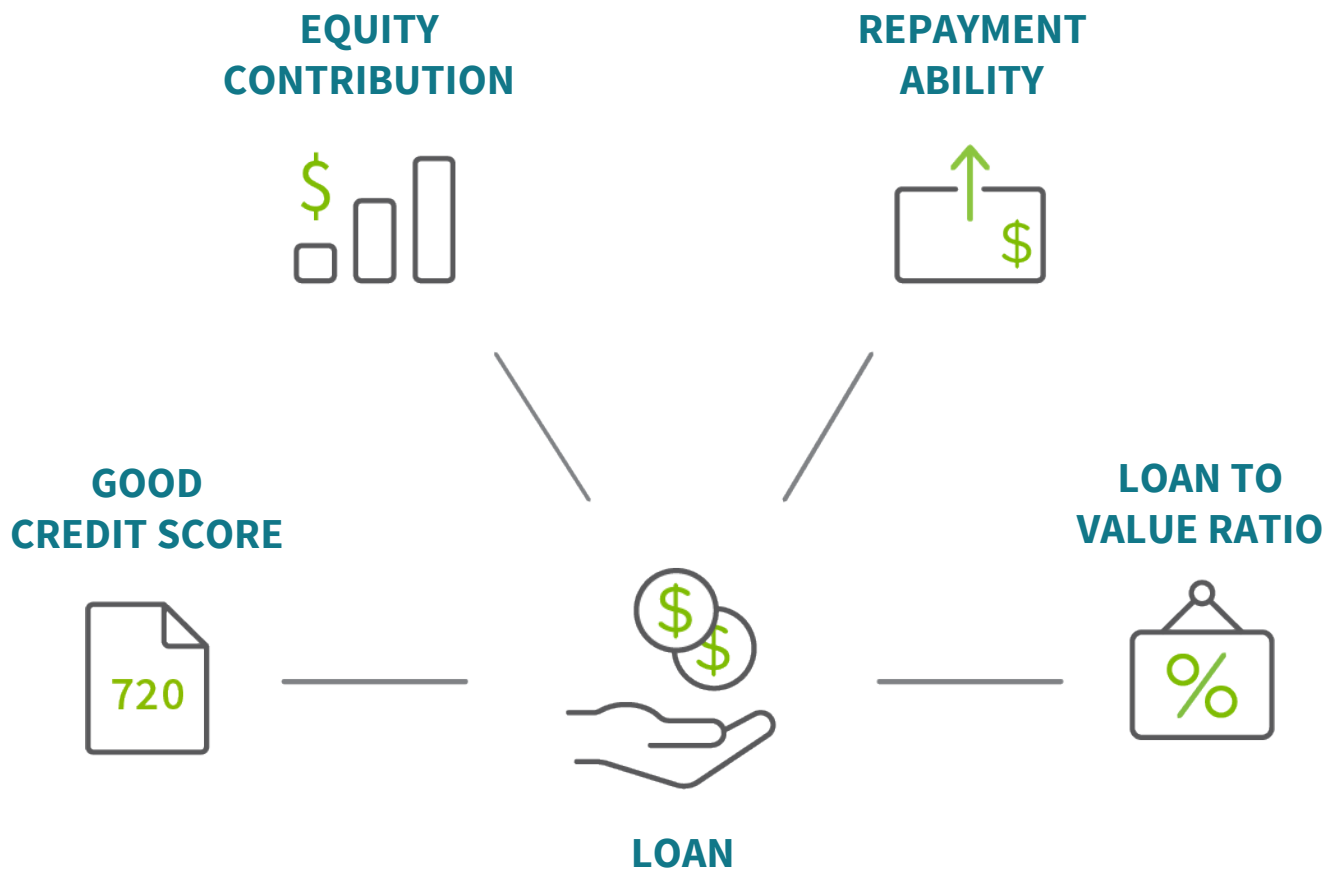 EQUITY
CONTRIBUTION
$
REPAYMENT
ABILITY
$
GOOD
CREDIT SCORE
720
$
$
LOAN
LOAN TO
VALUE RATIO
%